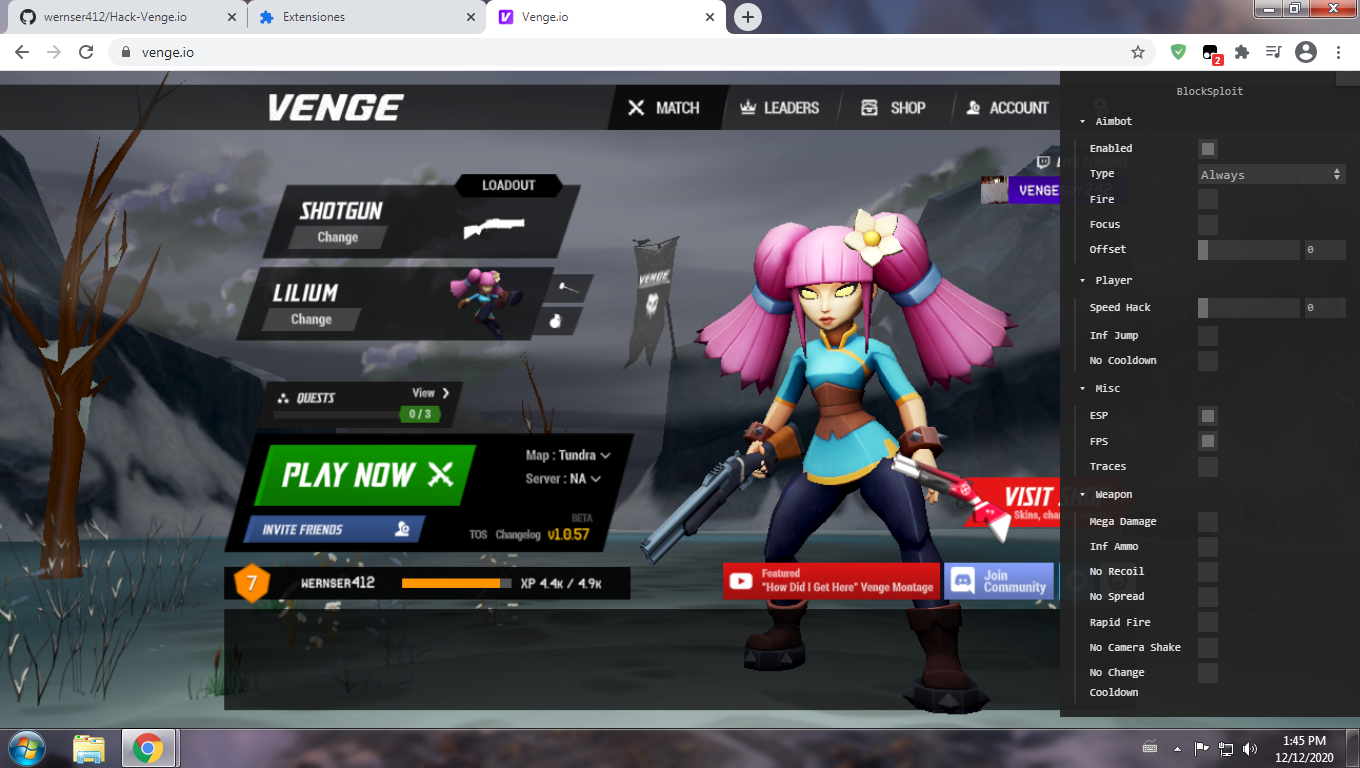 wernser412/Hack-Venge.io
Extensiones
Venge.io
venge.io
2
VENGE
MATCH
LEADERS
SHOP
ACCOUNT
LOADOUT
SHOTGUN
Change
LILIUM
Change
VENGE
VENGE
QUESTS
View
0 / 3
PLAY NOW
Map : Tundra
Server : NA
INVITE FRIENDS
BETA
TOS Changelog v1.0.57
7
WERNSER412
XP 4.4K / 4.9K
VISIT
Skins, cha
Featured
"How Did I Get Here" Venge Montage
Join
Community
BlockSploit
Aimbot
Enabled
Type
Always
Fire
Focus
Offset
0
Player
Speed Hack
0
Inf Jump
No Cooldown
Misc
ESP
FPS
Traces
Weapon
Mega Damage
Inf Ammo
No Recoil
No Spread
Rapid Fire
No Camera Shake
No Change
Cooldown
1:45 PM
12/12/2020